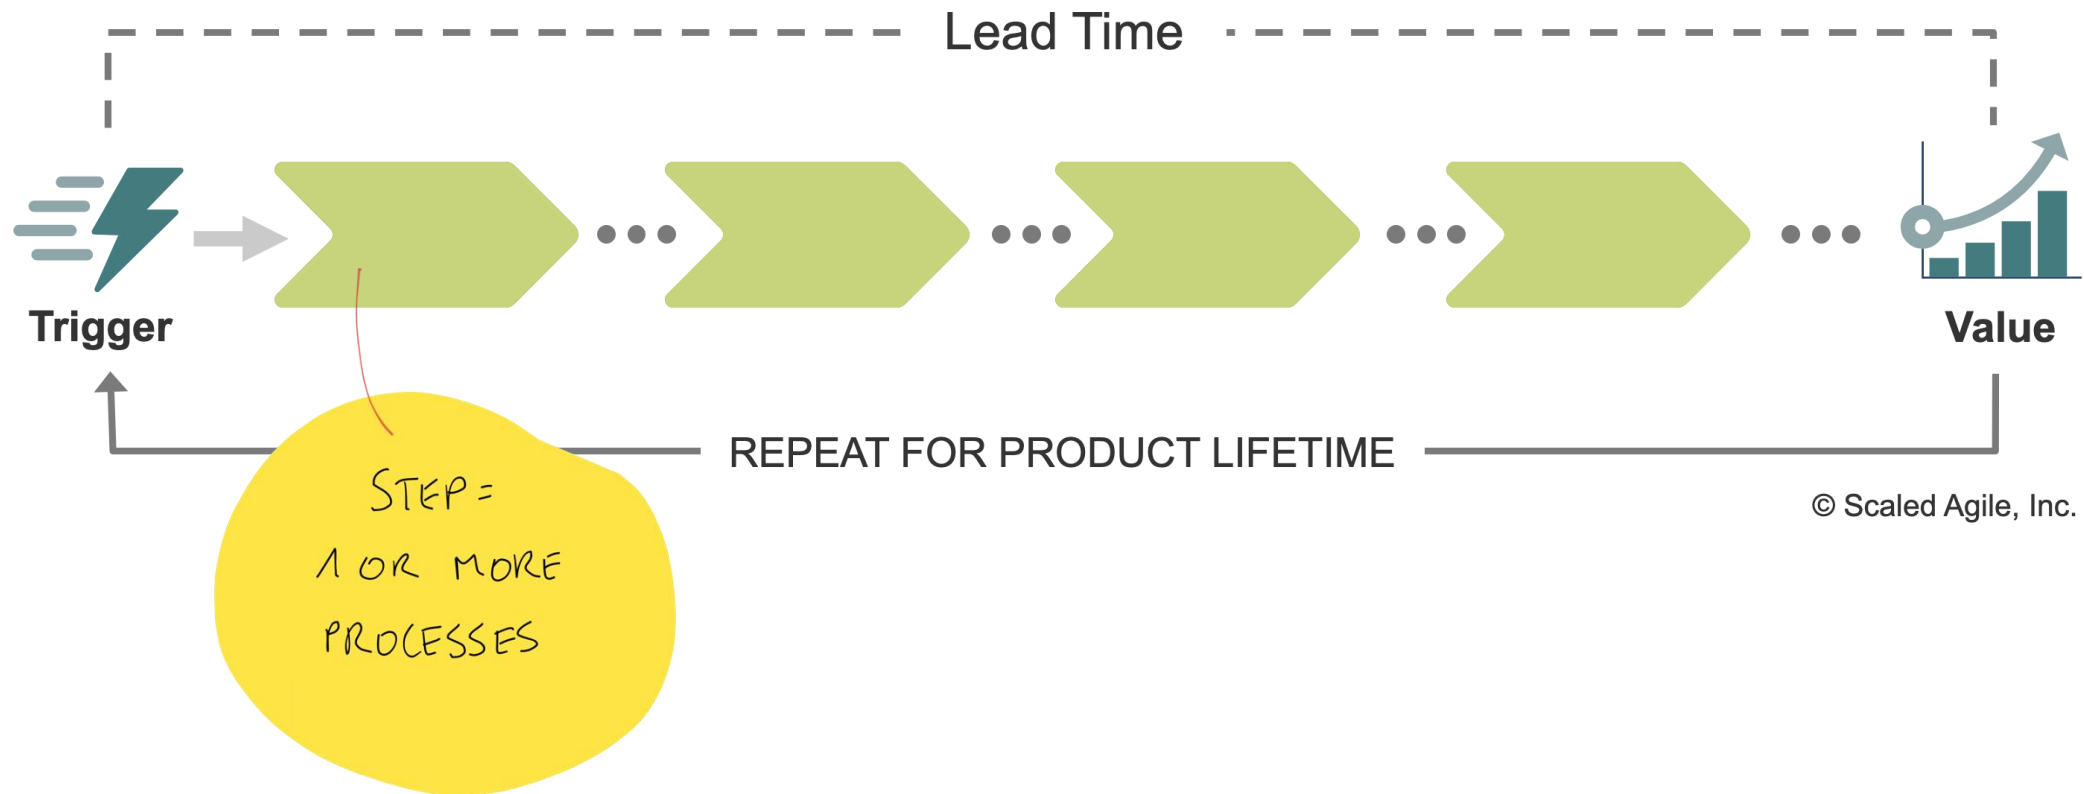 Lead Time
Trigger
Value
REPEAT FOR PRODUCT LIFETIME
© Scaled Agile, Inc.
STEP=
1 OR MORE
PROCESSES